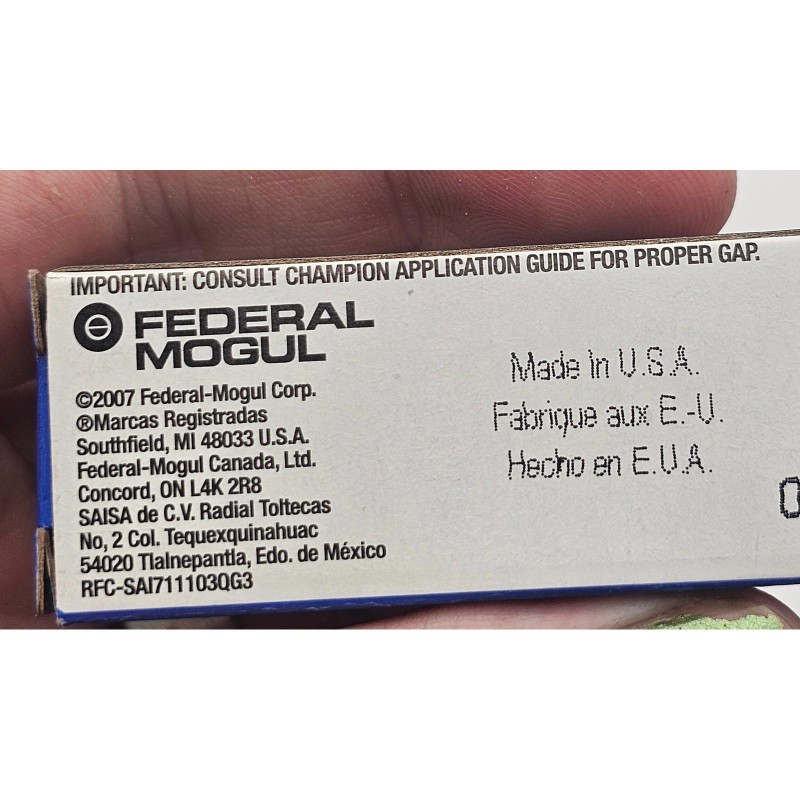 IMPORTANT: CONSULT CHAMPION APPLICATION GUIDE FOR PROPER GAP.
FEDERAL
MOGUL
©2007 Federal-Mogul Corp.
®Marcas Registradas
Southfield, MI 48033 U.S.A.
Federal-Mogul Canada, Ltd.
Concord, ON L4K 2R8
SAISA de C.V. Radial Toltecas
No, 2 Col. Tequexquinahuac
54020 Tlalnepantla, Edo. de México
RFC-SAI711103QG3
Made in U.S.A.
Fabrique aux E.-U.
Hecho en E.U.A.